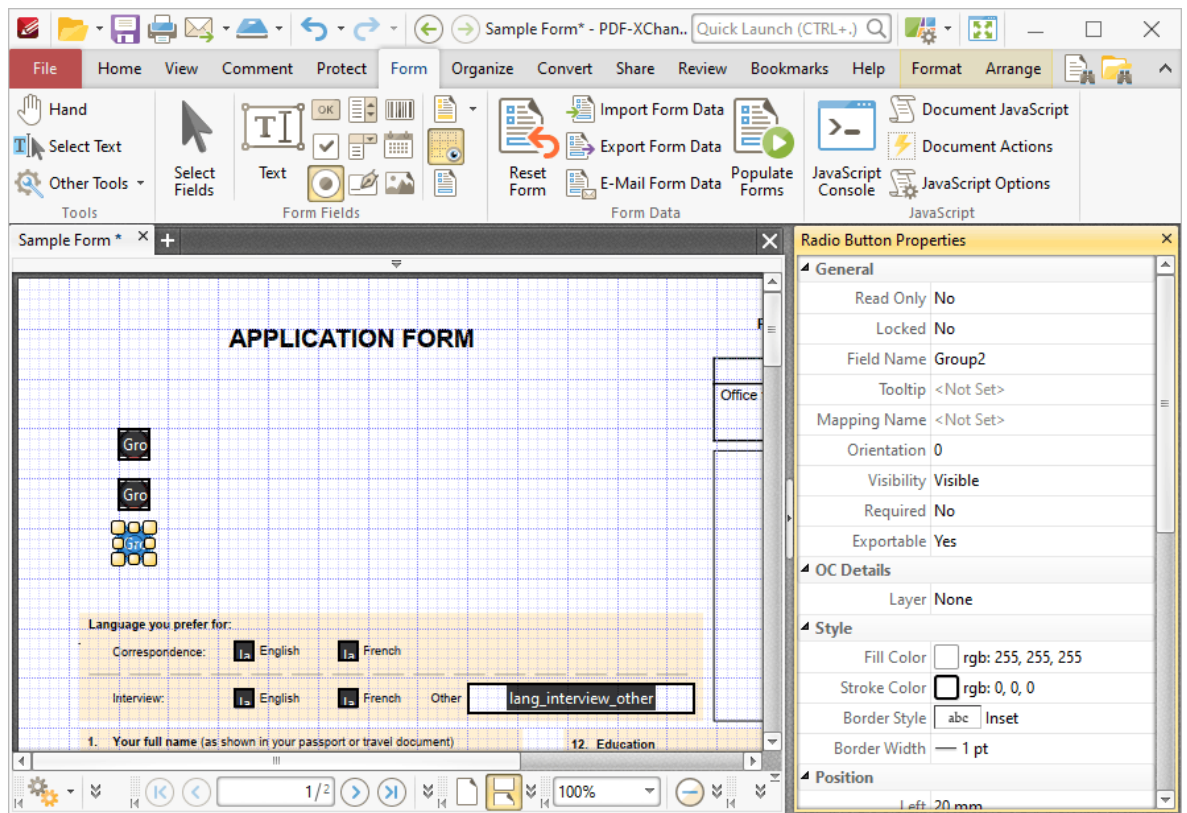 Sample Form* - PDF-XChan.. Quick Launch (CTRL+.)
File Home View Comment Protect Form Organize Convert Share Review Bookmarks Help Format Arrange
Hand
Select Text
Other Tools
Tools
Select Fields
Text
OK
Form Fields
Reset Form
Import Form Data
Export Form Data
E-Mail Form Data
Populate Forms
Form Data
JavaScript Console
Document JavaScript
Document Actions
JavaScript Options
JavaScript
Sample Form *
APPLICATION FORM
Office
Gro
Gro
Gro
Language you prefer for:
Correspondence: la English la French
Interview: la English la French Other lang_interview_other
1. Your full name (as shown in your passport or travel document)
12. Education
1/2
100%
Radio Button Properties
General
Read Only No
Locked No
Field Name Group2
Tooltip <Not Set>
Mapping Name <Not Set>
Orientation 0
Visibility Visible
Required No
Exportable Yes
OC Details
Layer None
Style
Fill Color rgb: 255, 255, 255
Stroke Color rgb: 0, 0, 0
Border Style abc Inset
Border Width 1 pt
Position
Left 20 mm